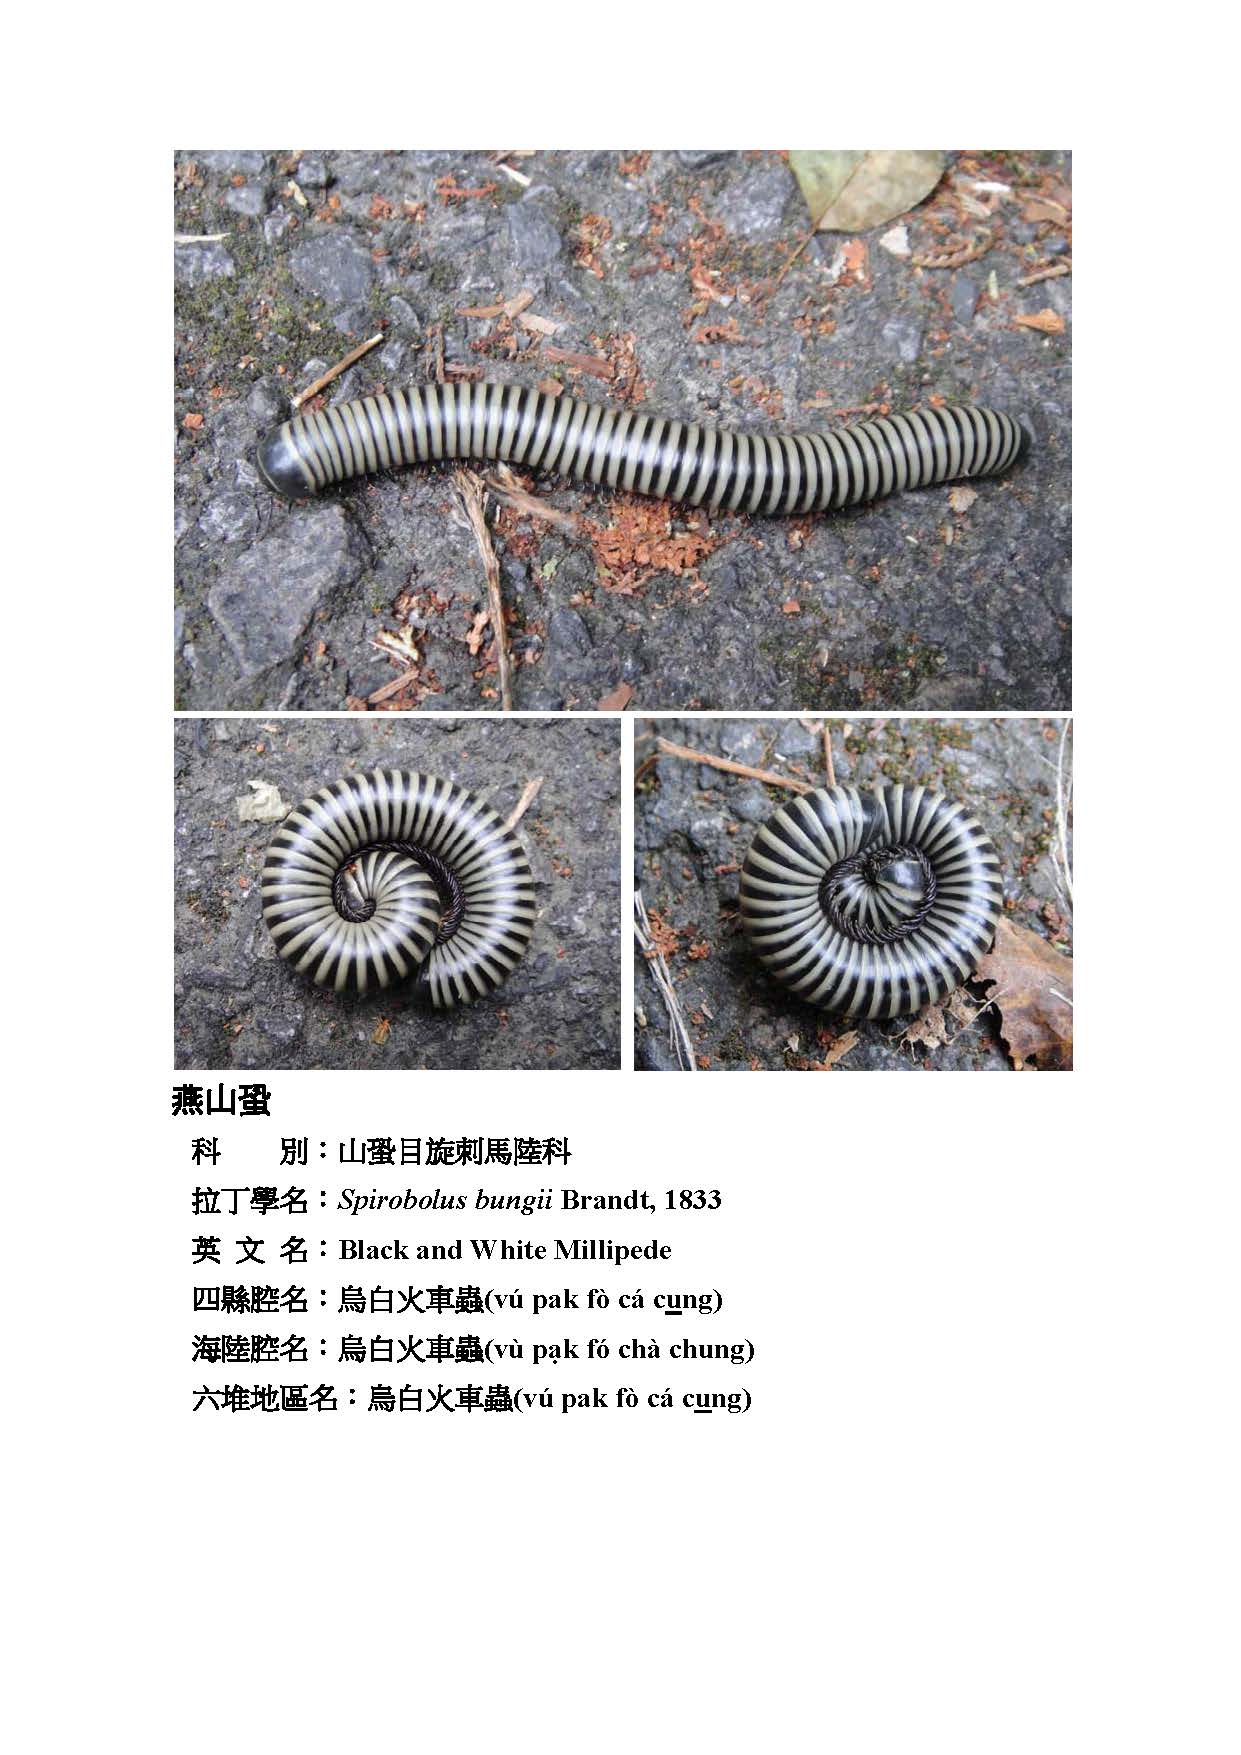 燕山蛩
科　　別：山蛩目旋刺馬陸科
拉丁學名：Spirobolus bungii Brandt, 1833
英 文 名：Black and White Millipede
四縣腔名：烏白火車蟲(vú pak fò cá cung)
海陸腔名：烏白火車蟲(vù pa̩k fó chà chung)
六堆地區名：烏白火車蟲(vú pak fò cá cung)